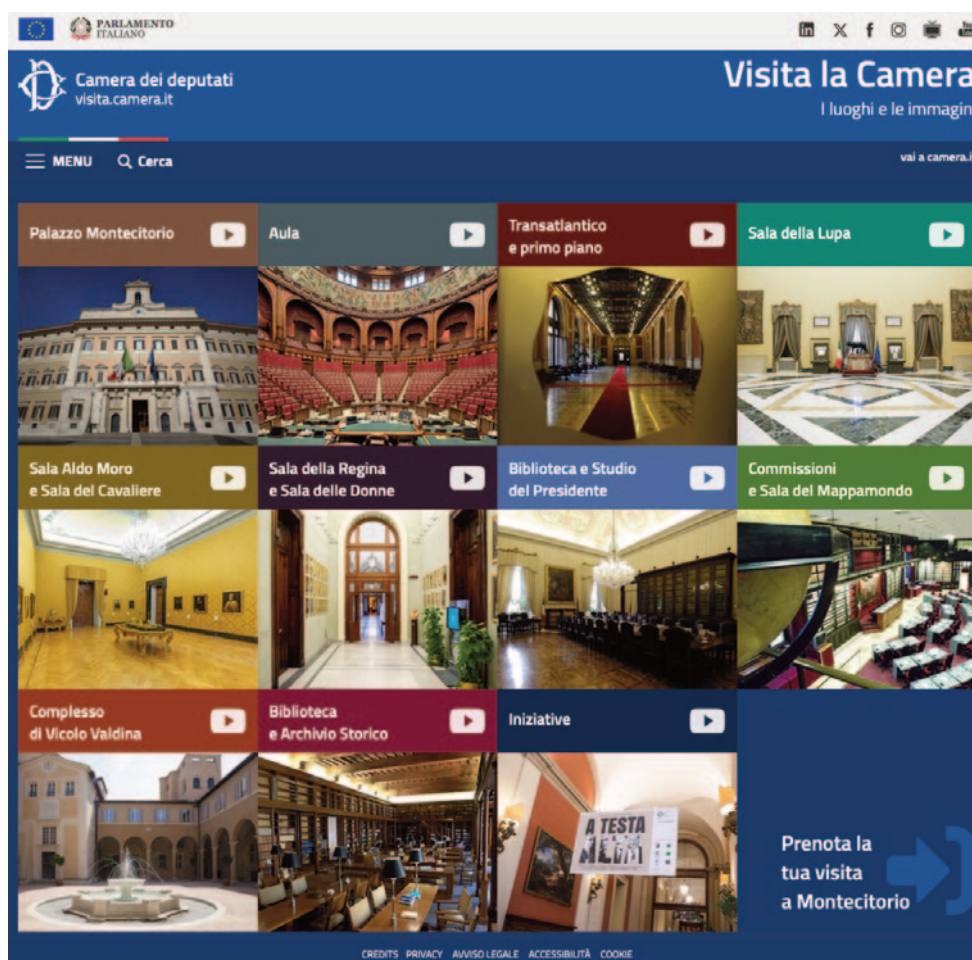 PARLAMENTO
ITALIANO
Camera dei deputati
visita.camera.it
Visita la Camera
I luoghi e le immagin
MENU
Cerca
vai a camera.i
Palazzo Montecitorio
Aula
Transatlantico
e primo piano
Sala della Lupa
Sala Aldo Moro
e Sala del Cavaliere
Sala della Regina
e Sala delle Donne
Biblioteca e Studio
del Presidente
Commissioni
e Sala del Mappamondo
Complesso
di Vicolo Valdina
Biblioteca
e Archivio Storico
Iniziative
A TESTA
Prenota la
tua visita
a Montecitorio
CREDITS PRIVACY AVVISO LEGALE ACCESSIBILITÀ COOKIE